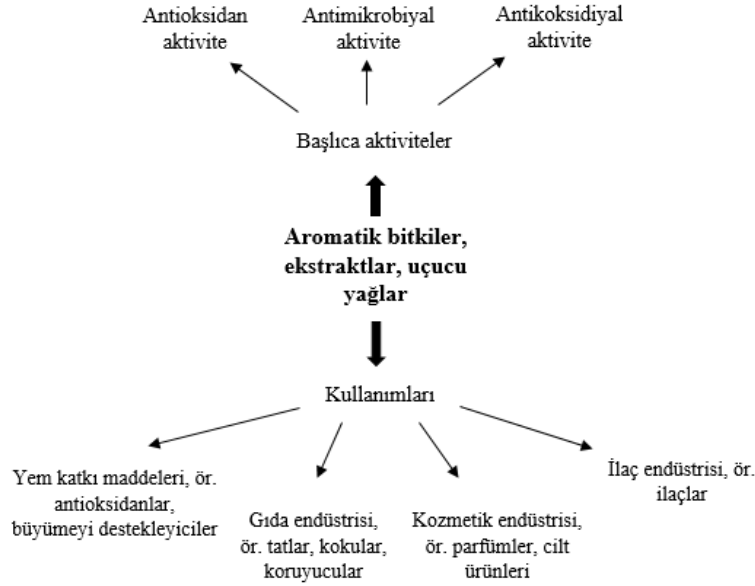 Antioksidan
aktivite
Antimikrobiyal
aktivite
Antikoksidiyal
aktivite
Başlıca aktiviteler
Aromatik bitkiler,
ekstraktlar, uçucu
yağlar
Kullanımları
Yem katkı maddeleri, ör.
antioksidanlar,
büyümeyi destekleyiciler
Gıda endüstrisi,
ör. tatlar, kokular,
koruyucular
Kozmetik endüstrisi,
ör. parfümler, cilt
ürünleri
İlaç endüstrisi, ör.
ilaçlar